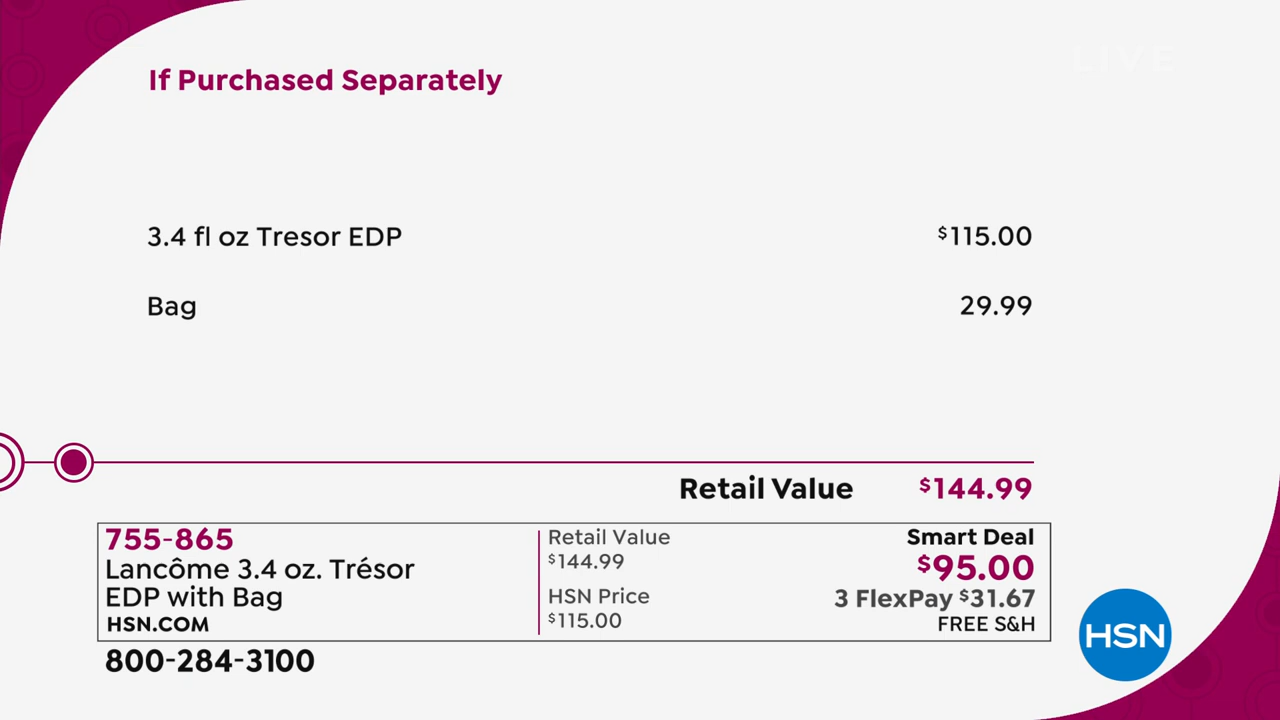 LIVE
If Purchased Separately
3.4 fl oz Tresor EDP $115.00
Bag 29.99
Retail Value $144.99
755-865
Lancôme 3.4 oz. Trésor
EDP with Bag
HSN.COM
Retail Value
$144.99
HSN Price
$115.00
Smart Deal
$95.00
3 FlexPay $31.67
FREE S&H
800-284-3100
HSN